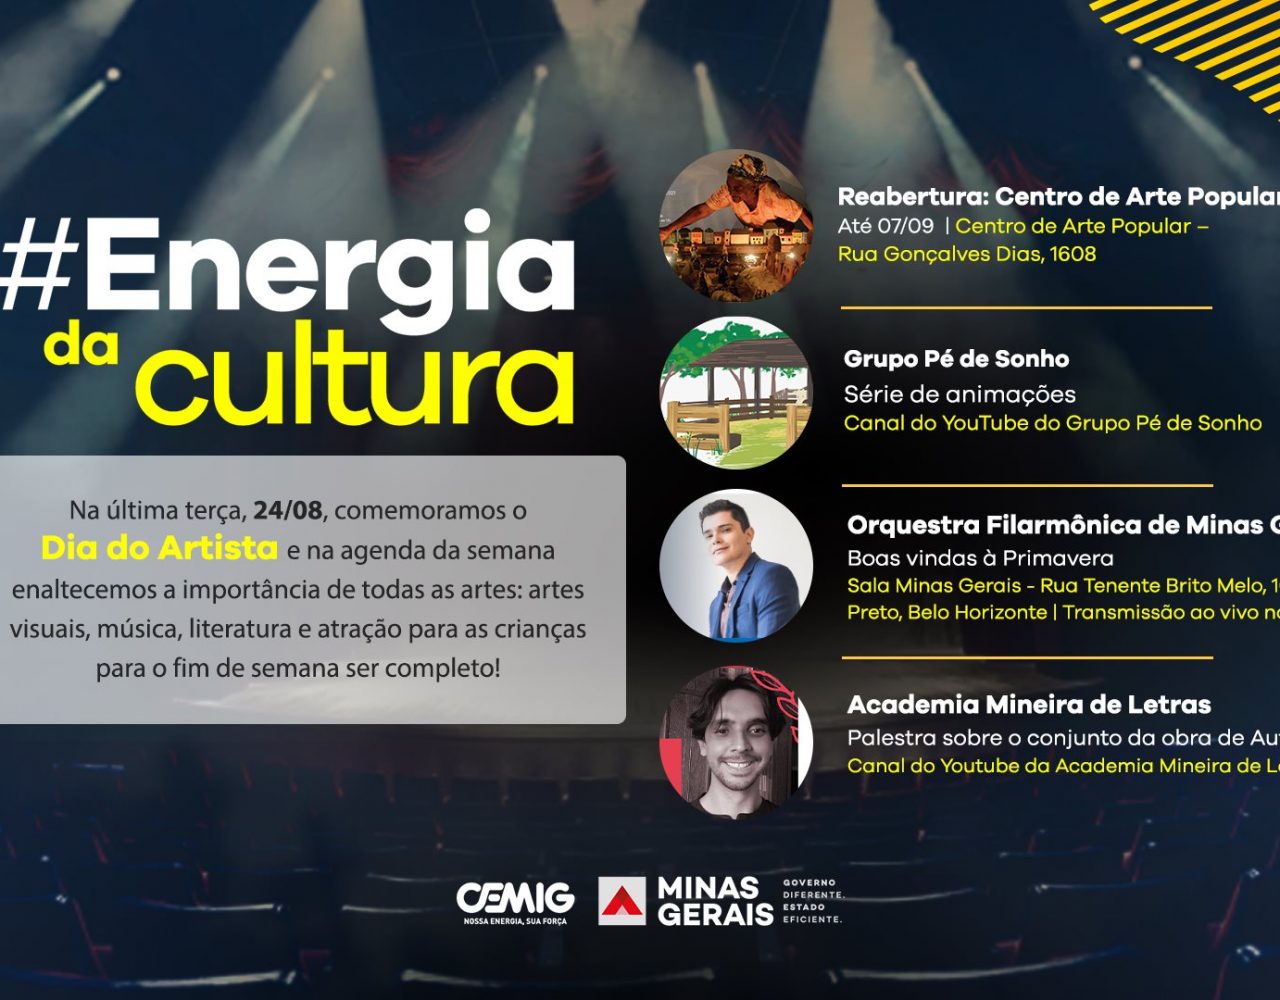 #Energia
da
cultura
Na última terça, 24/08, comemoramos o
Dia do Artista e na agenda da semana
enaltecemos a importância de todas as artes: artes
visuais, música, literatura e atração para as crianças
para o fim de semana ser completo!
Reabertura: Centro de Arte Popular
Até 07/09 | Centro de Arte Popular –
Rua Gonçalves Dias, 1608
Grupo Pé de Sonho
Série de animações
Canal do YouTube do Grupo Pé de Sonho
Orquestra Filarmônica de Minas G
Boas vindas à Primavera
Sala Minas Gerais - Rua Tenente Brito Melo, 1
Preto, Belo Horizonte | Transmissão ao vivo n
Academia Mineira de Letras
Palestra sobre o conjunto da obra de Au
Canal do Youtube da Academia Mineira de L
CEMIG
NOSSA ENERGIA, SUA FORÇA
MINAS
GERAIS
GOVERNO
DIFERENTE.
ESTADO
EFICIENTE.